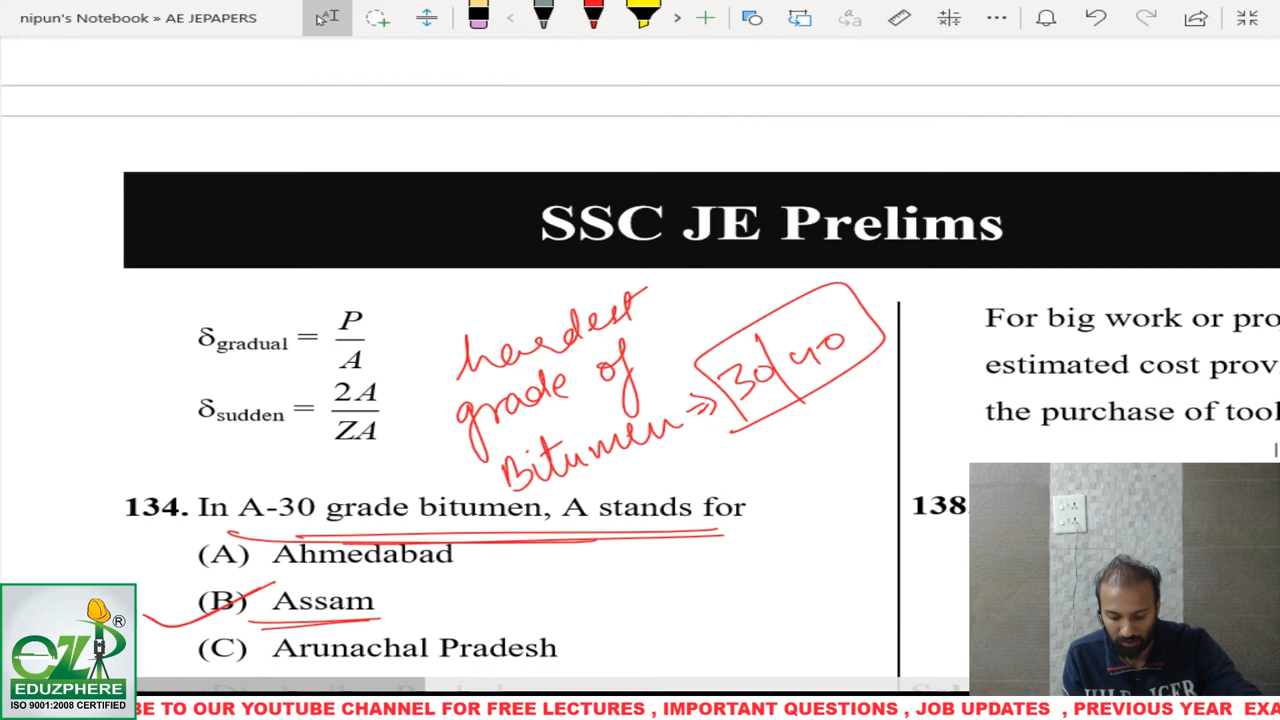 nipun's Notebook » AE JEPAPERS
SSC JE Prelims
δgradual = P/A
δsudden = 2A/ZA
hardest
grade of
Bitumen ⇒ 30/40
134. In A-30 grade bitumen, A stands for
(A) Ahmedabad
(B) Assam
(C) Arunachal Pradesh
For big work or pro
estimated cost provi
the purchase of tool
138.
EZP ®
EDUZPHERE
ISO 9001:2008 CERTIFIED
BE TO OUR YOUTUBE CHANNEL FOR FREE LECTURES , IMPORTANT QUESTIONS , JOB UPDATES , PREVIOUS YEAR EXA